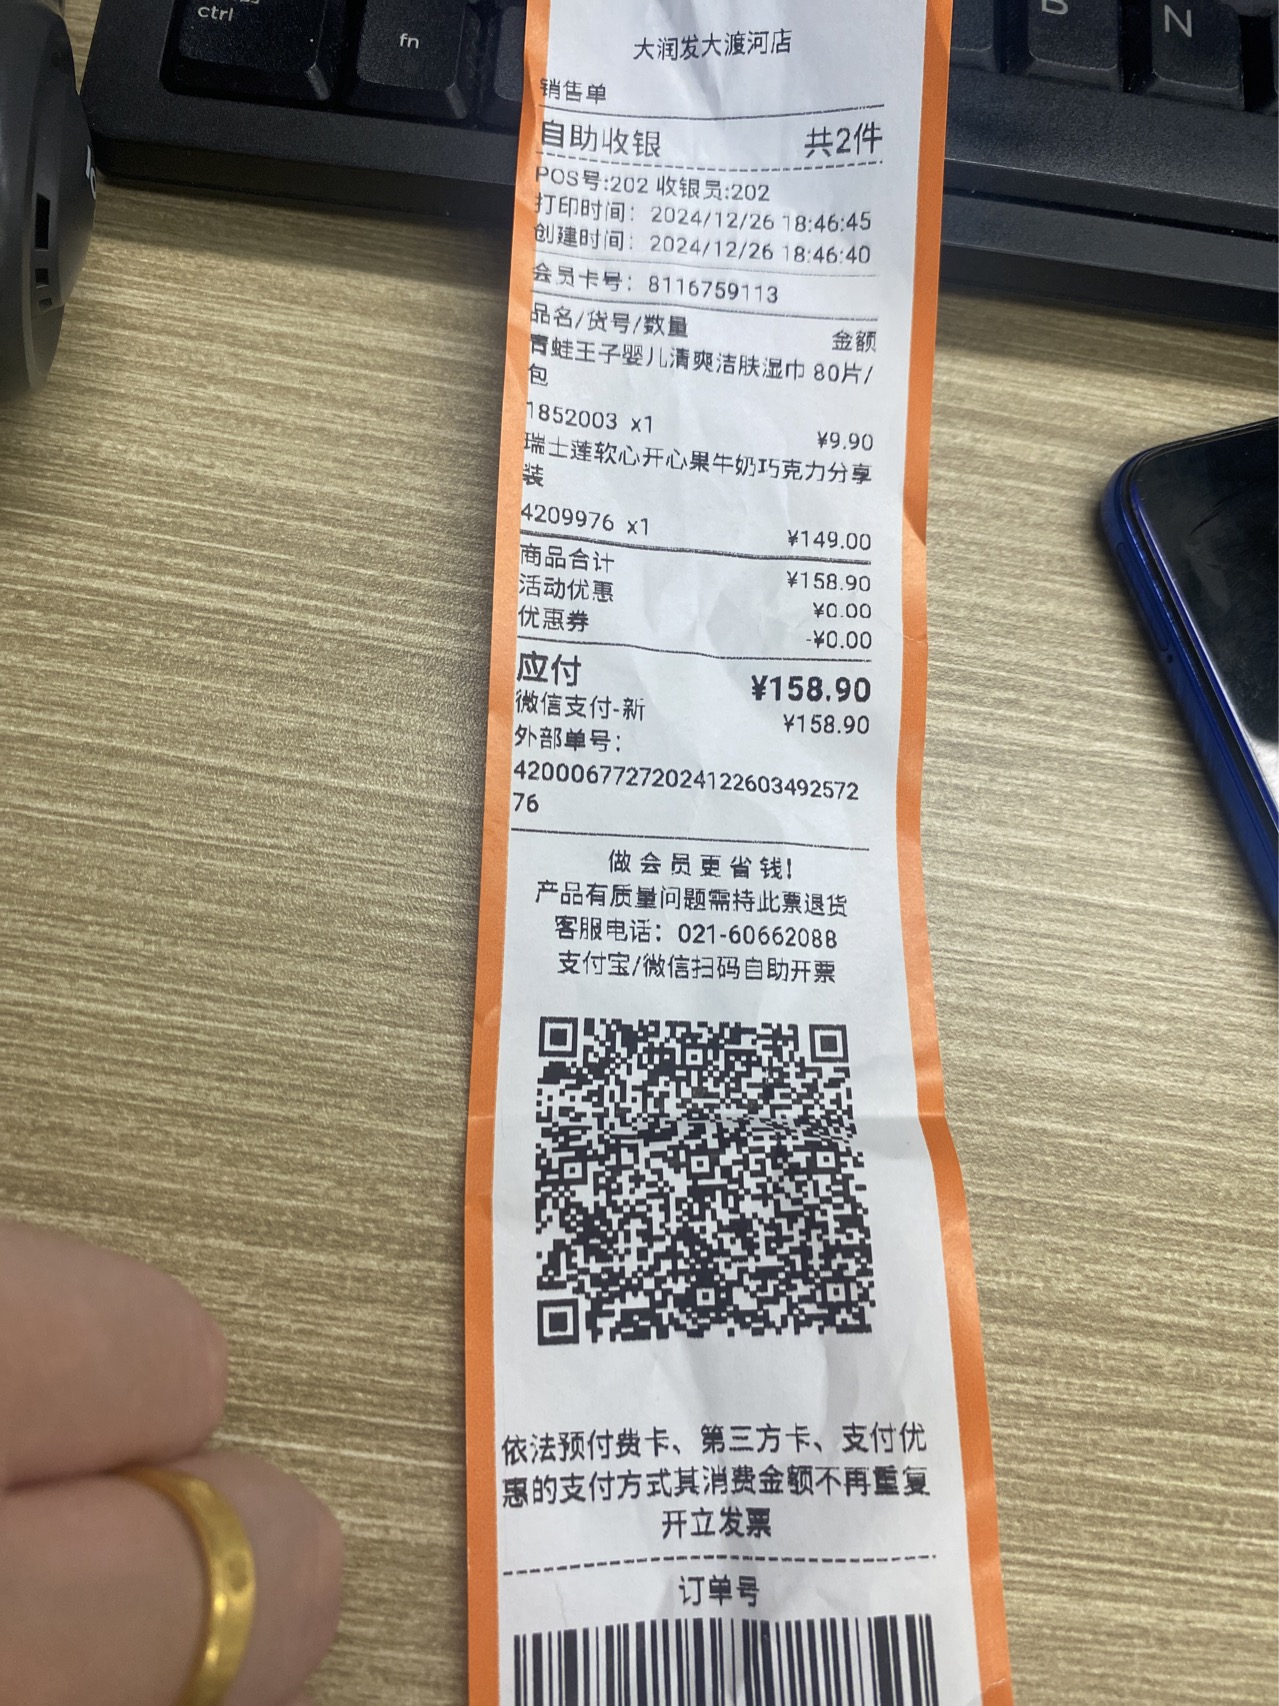 ctrl
fn
B
N
大润发大渡河店
销售单
自助收银 共2件
POS号:202 收银员:202
打印时间: 2024/12/26 18:46:45
创建时间: 2024/12/26 18:46:40
会员卡号: 8116759113
品名/货号/数量 金额
青蛙王子婴儿清爽洁肤湿巾 80片/
包
1852003 x1 ¥9.90
瑞士莲软心开心果牛奶巧克力分享
装
4209976 x1 ¥149.00
商品合计 ¥158.90
活动优惠 ¥0.00
优惠券 -¥0.00
应付 ¥158.90
微信支付-新 ¥158.90
外部单号:
42000677272024122603492572
76
做会员更省钱!
产品有质量问题需持此票退货
客服电话: 021-60662088
支付宝/微信扫码自助开票
依法预付费卡、第三方卡、支付优
惠的支付方式其消费金额不再重复
开立发票
订单号